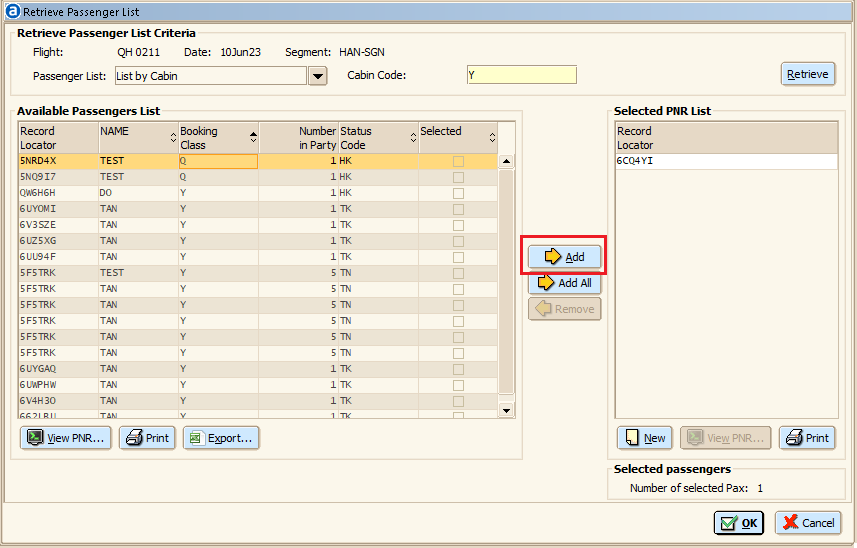 Retrieve Passenger List
Retrieve Passenger List Criteria
Flight: QH 0211 Date: 10Jun23 Segment: HAN-SGN
Passenger List: List by Cabin Cabin Code: Y Retrieve
Available Passengers List
Record Locator NAME Booking Class Number in Party Status Code Selected
5NRD4X TEST Q 1 HK
5NQ9I7 TEST Q 1 HK
QW6H6H DO Y 1 HK
6UYOMI TAN Y 1 TK
6V3SZE TAN Y 1 TK
6UZ5XG TAN Y 1 TK
6UU94F TAN Y 1 TK
5F5TRK TEST Y 5 TN
5F5TRK TAN Y 5 TN
5F5TRK TAN Y 5 TN
5F5TRK TAN Y 5 TN
5F5TRK TAN Y 5 TN
5F5TRK TAN Y 5 TN
6UYGAQ TAN Y 1 TK
6UWPHW TAN Y 1 TK
6V4H3O TAN Y 1 TK
662LBU TAN Y 1 TK
View PNR... Print Export...
Add
Add All
Remove
Selected PNR List
Record Locator
6CQ4YI
New View PNR... Print
Selected passengers
Number of selected Pax: 1
OK Cancel